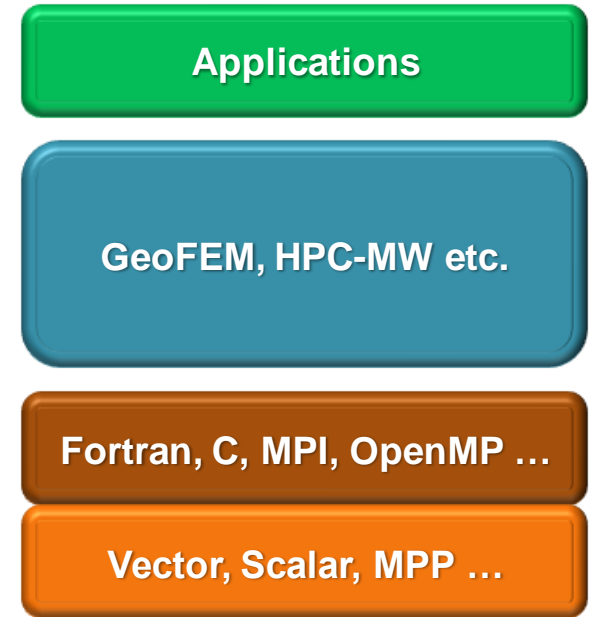 Applications
GeoFEM, HPC-MW etc.
Fortran, C, MPI, OpenMP …
Vector, Scalar, MPP …